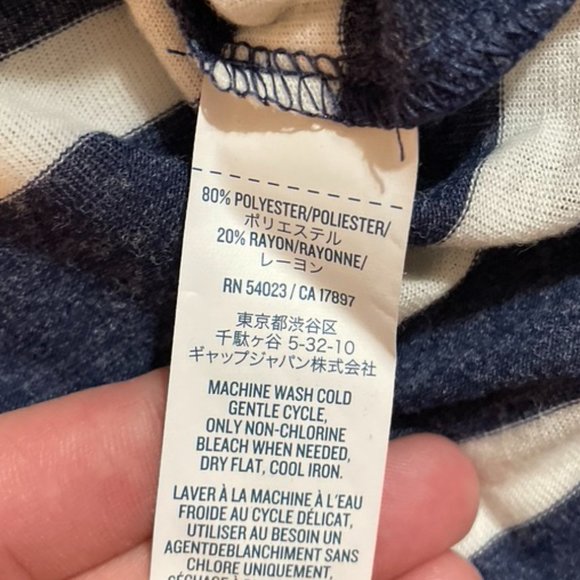 80% POLYESTER/POLIESTER/
ポリエステル
20% RAYON/RAYONNE/
レーヨン
RN 54023 / CA 17897
東京都渋谷区
千駄ヶ谷 5-32-10
ギャップジャパン株式会社
MACHINE WASH COLD
GENTLE CYCLE,
ONLY NON-CHLORINE
BLEACH WHEN NEEDED,
DRY FLAT, COOL IRON.
LAVER À LA MACHINE À L'EAU
FROIDE AU CYCLE DÉLICAT,
UTILISER AU BESOIN UN
AGENTDEBLANCHIMENT SANS
CHLORE UNIQUEMENT,